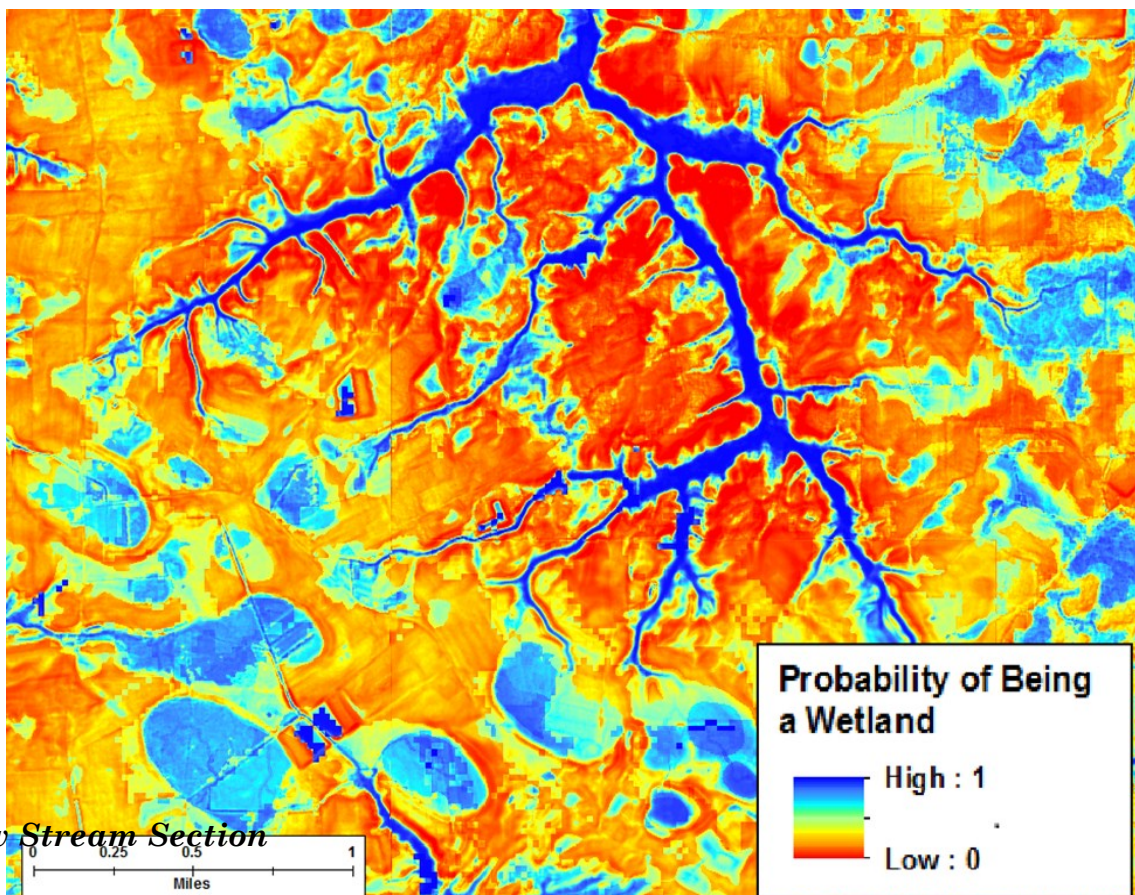 Probability of Being
a Wetland
High : 1
Low : 0
Stream Section
0 0.25 0.5 1
Miles